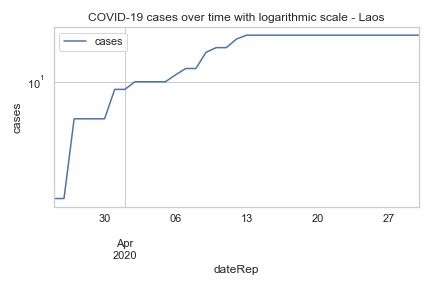 COVID-19 cases over time with logarithmic scale - Laos
cases
10¹
cases
30 06 13 20 27
Apr
2020
dateRep